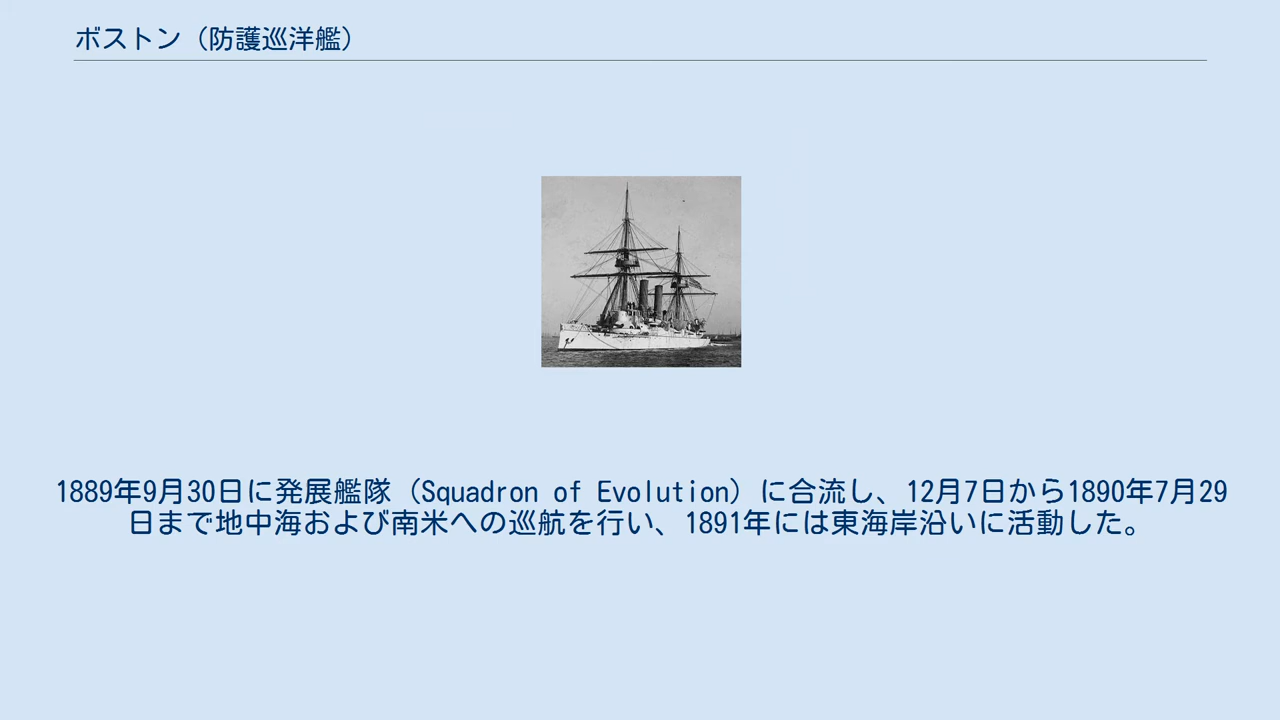 ボストン（防護巡洋艦）
1889年9月30日に発展艦隊（Squadron of Evolution）に合流し、12月7日から1890年7月29
日まで地中海および南米への巡航を行い、1891年には東海岸沿いに活動した。